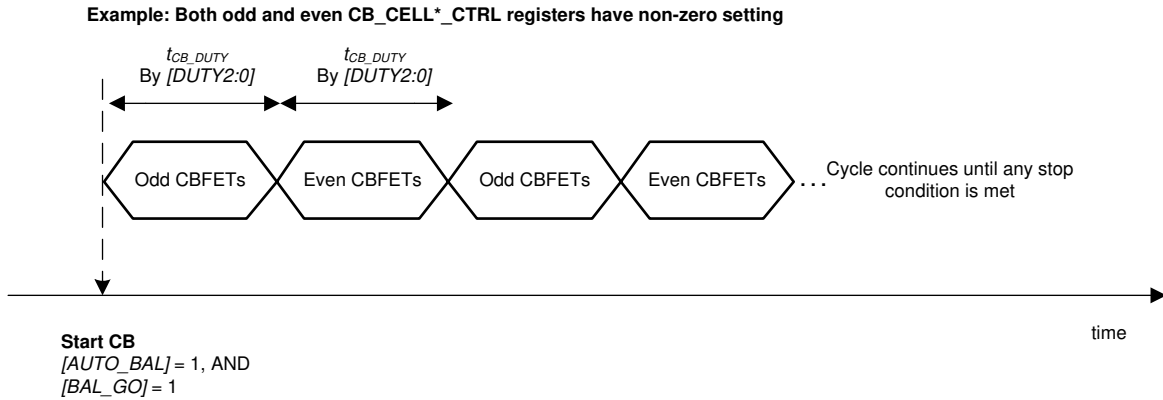 Example: Both odd and even CB_CELL*_CTRL registers have non-zero setting
tCB_DUTY
By [DUTY2:0]
tCB_DUTY
By [DUTY2:0]
Odd CBFETs
Even CBFETs
Odd CBFETs
Even CBFETs
... Cycle continues until any stop
condition is met
time
Start CB
[AUTO_BAL] = 1, AND
[BAL_GO] = 1